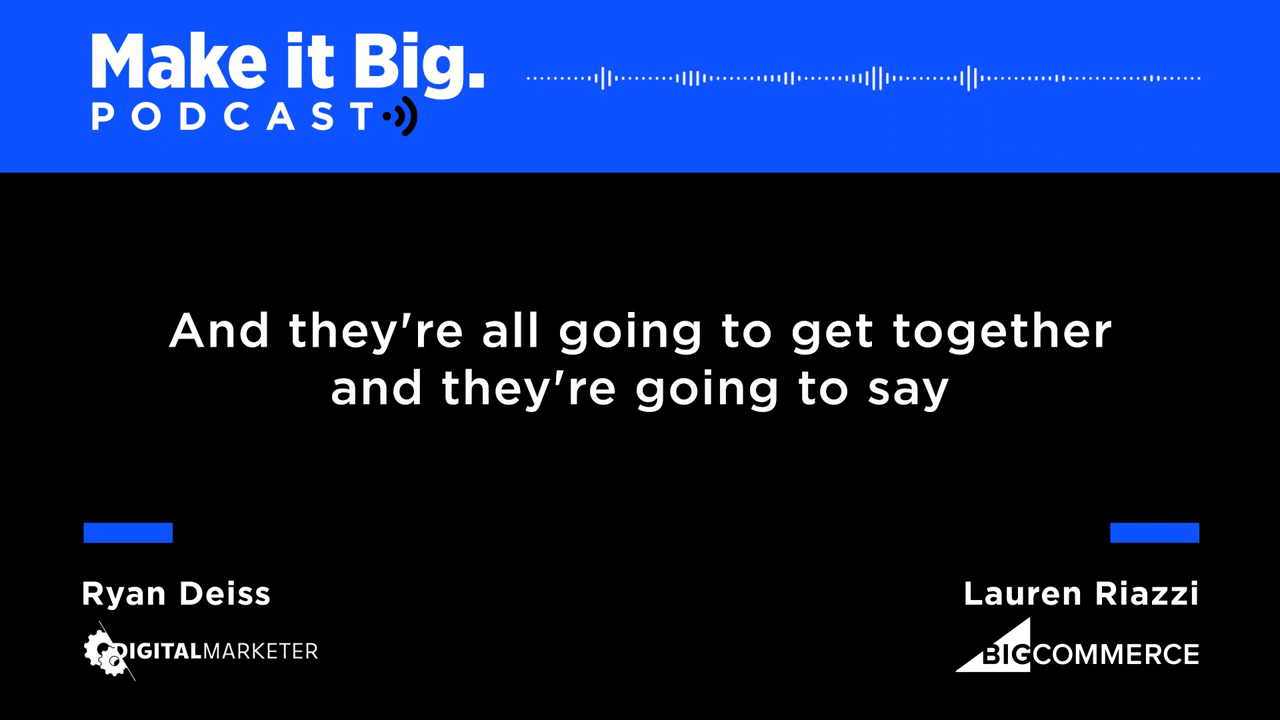 Make it Big.
PODCAST
And they're all going to get together
and they're going to say
Ryan Deiss
Lauren Riazzi
DIGITALMARKETER
BIGCOMMERCE